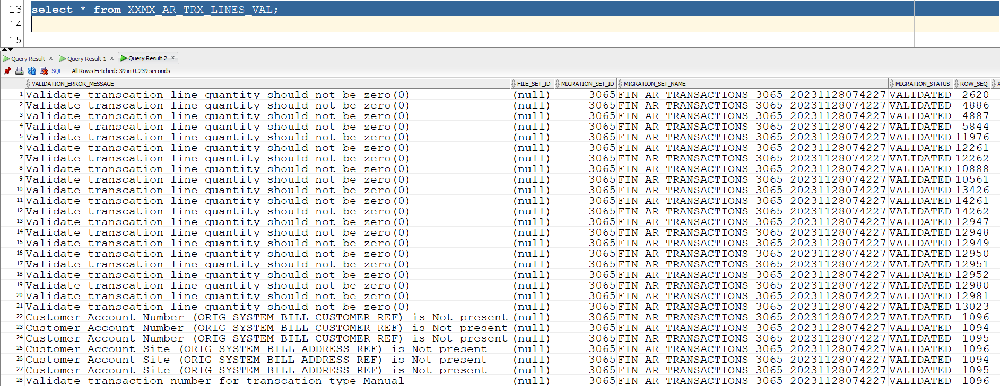 13 select * from XXMX_AR_TRX_LINES_VAL;
14
15
Query Result x Query Result 1 x Query Result 2 x
SQL | All Rows Fetched: 39 in 0.239 seconds
VALIDATION_ERROR_MESSAGE FILE_SET_ID MIGRATION_SET_ID MIGRATION_SET_NAME MIGRATION_STATUS ROW_SEQ X
1 Validate transcation line quantity should not be zero(0) (null) 3065 FIN AR TRANSACTIONS 3065 20231128074227 VALIDATED 2620
2 Validate transcation line quantity should not be zero(0) (null) 3065 FIN AR TRANSACTIONS 3065 20231128074227 VALIDATED 4886
3 Validate transcation line quantity should not be zero(0) (null) 3065 FIN AR TRANSACTIONS 3065 20231128074227 VALIDATED 4887
4 Validate transcation line quantity should not be zero(0) (null) 3065 FIN AR TRANSACTIONS 3065 20231128074227 VALIDATED 5844
5 Validate transcation line quantity should not be zero(0) (null) 3065 FIN AR TRANSACTIONS 3065 20231128074227 VALIDATED 11976
6 Validate transcation line quantity should not be zero(0) (null) 3065 FIN AR TRANSACTIONS 3065 20231128074227 VALIDATED 12261
7 Validate transcation line quantity should not be zero(0) (null) 3065 FIN AR TRANSACTIONS 3065 20231128074227 VALIDATED 12262
8 Validate transcation line quantity should not be zero(0) (null) 3065 FIN AR TRANSACTIONS 3065 20231128074227 VALIDATED 10888
9 Validate transcation line quantity should not be zero(0) (null) 3065 FIN AR TRANSACTIONS 3065 20231128074227 VALIDATED 10561
10 Validate transcation line quantity should not be zero(0) (null) 3065 FIN AR TRANSACTIONS 3065 20231128074227 VALIDATED 13426
11 Validate transcation line quantity should not be zero(0) (null) 3065 FIN AR TRANSACTIONS 3065 20231128074227 VALIDATED 14261
12 Validate transcation line quantity should not be zero(0) (null) 3065 FIN AR TRANSACTIONS 3065 20231128074227 VALIDATED 14262
13 Validate transcation line quantity should not be zero(0) (null) 3065 FIN AR TRANSACTIONS 3065 20231128074227 VALIDATED 12947
14 Validate transcation line quantity should not be zero(0) (null) 3065 FIN AR TRANSACTIONS 3065 20231128074227 VALIDATED 12948
15 Validate transcation line quantity should not be zero(0) (null) 3065 FIN AR TRANSACTIONS 3065 20231128074227 VALIDATED 12949
16 Validate transcation line quantity should not be zero(0) (null) 3065 FIN AR TRANSACTIONS 3065 20231128074227 VALIDATED 12950
17 Validate transcation line quantity should not be zero(0) (null) 3065 FIN AR TRANSACTIONS 3065 20231128074227 VALIDATED 12951
18 Validate transcation line quantity should not be zero(0) (null) 3065 FIN AR TRANSACTIONS 3065 20231128074227 VALIDATED 12952
19 Validate transcation line quantity should not be zero(0) (null) 3065 FIN AR TRANSACTIONS 3065 20231128074227 VALIDATED 12980
20 Validate transcation line quantity should not be zero(0) (null) 3065 FIN AR TRANSACTIONS 3065 20231128074227 VALIDATED 12981
21 Validate transcation line quantity should not be zero(0) (null) 3065 FIN AR TRANSACTIONS 3065 20231128074227 VALIDATED 13023
22 Customer Account Number (ORIG SYSTEM BILL CUSTOMER REF) is Not present (null) 3065 FIN AR TRANSACTIONS 3065 20231128074227 VALIDATED 1096
23 Customer Account Number (ORIG SYSTEM BILL CUSTOMER REF) is Not present (null) 3065 FIN AR TRANSACTIONS 3065 20231128074227 VALIDATED 1094
24 Customer Account Number (ORIG SYSTEM BILL CUSTOMER REF) is Not present (null) 3065 FIN AR TRANSACTIONS 3065 20231128074227 VALIDATED 1095
25 Customer Account Site (ORIG SYSTEM BILL ADDRESS REF) is Not present (null) 3065 FIN AR TRANSACTIONS 3065 20231128074227 VALIDATED 1096
26 Customer Account Site (ORIG SYSTEM BILL ADDRESS REF) is Not present (null) 3065 FIN AR TRANSACTIONS 3065 20231128074227 VALIDATED 1094
27 Customer Account Site (ORIG SYSTEM BILL ADDRESS REF) is Not present (null) 3065 FIN AR TRANSACTIONS 3065 20231128074227 VALIDATED 1095
28 Validate transaction number for transcation type-Manual (null) 3065 FIN AR TRANSACTIONS 3065 20231128074227 VALIDATED 1096